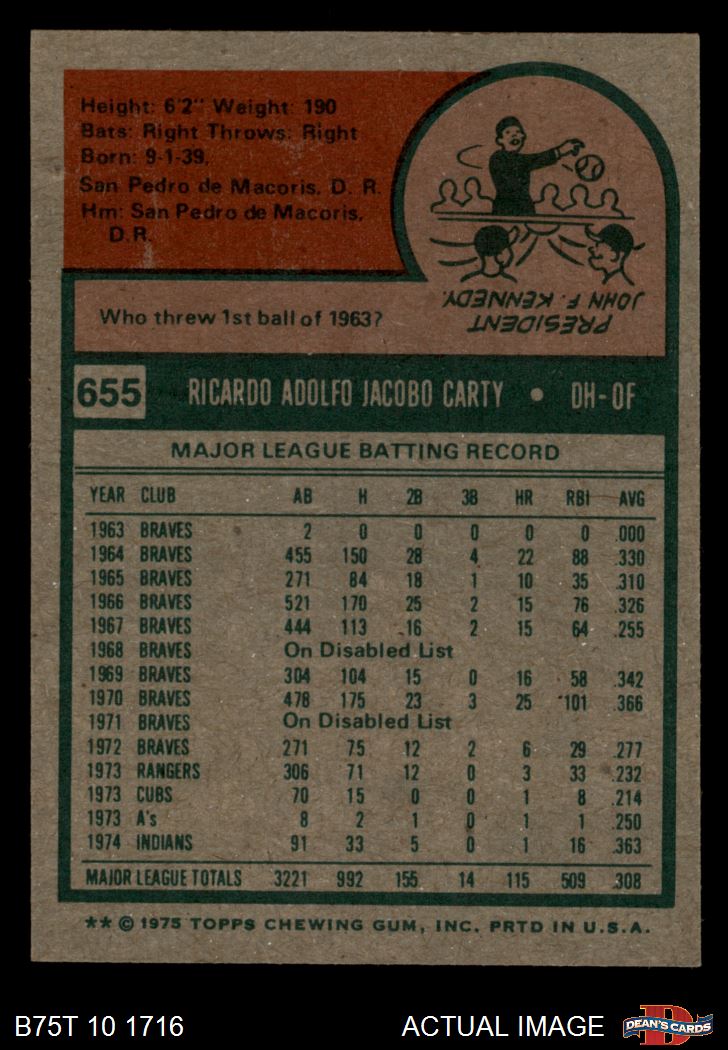 Height: 6'2" Weight: 190
Bats: Right Throws: Right
Born: 9-1-39,
San Pedro de Macoris, D. R.
Hm: San Pedro de Macoris,
D.R.
Who threw 1st ball of 1963?
PRESIDENT
JOHN F. KENNEDY.
655 RICARDO ADOLFO JACOBO CARTY • DH-OF
MAJOR LEAGUE BATTING RECORD
YEAR CLUB AB H 2B 3B HR RBI AVG
1963 BRAVES 2 0 0 0 0 0 .000
1964 BRAVES 455 150 28 4 22 88 .330
1965 BRAVES 271 84 18 1 10 35 .310
1966 BRAVES 521 170 25 2 15 76 .326
1967 BRAVES 444 113 16 2 15 64 .255
1968 BRAVES On Disabled List
1969 BRAVES 304 104 15 0 16 58 .342
1970 BRAVES 478 175 23 3 25 101 .366
1971 BRAVES On Disabled List
1972 BRAVES 271 75 12 2 6 29 .277
1973 RANGERS 306 71 12 0 3 33 .232
1973 CUBS 70 15 0 0 1 8 .214
1973 A's 8 2 1 0 1 1 .250
1974 INDIANS 91 33 5 0 1 16 .363
MAJOR LEAGUE TOTALS 3221 992 155 14 115 509 .308
** © 1975 TOPPS CHEWING GUM, INC. PRTD IN U.S.A.
B75T 10 1716 ACTUAL IMAGE
D
DEAN'S CARDS